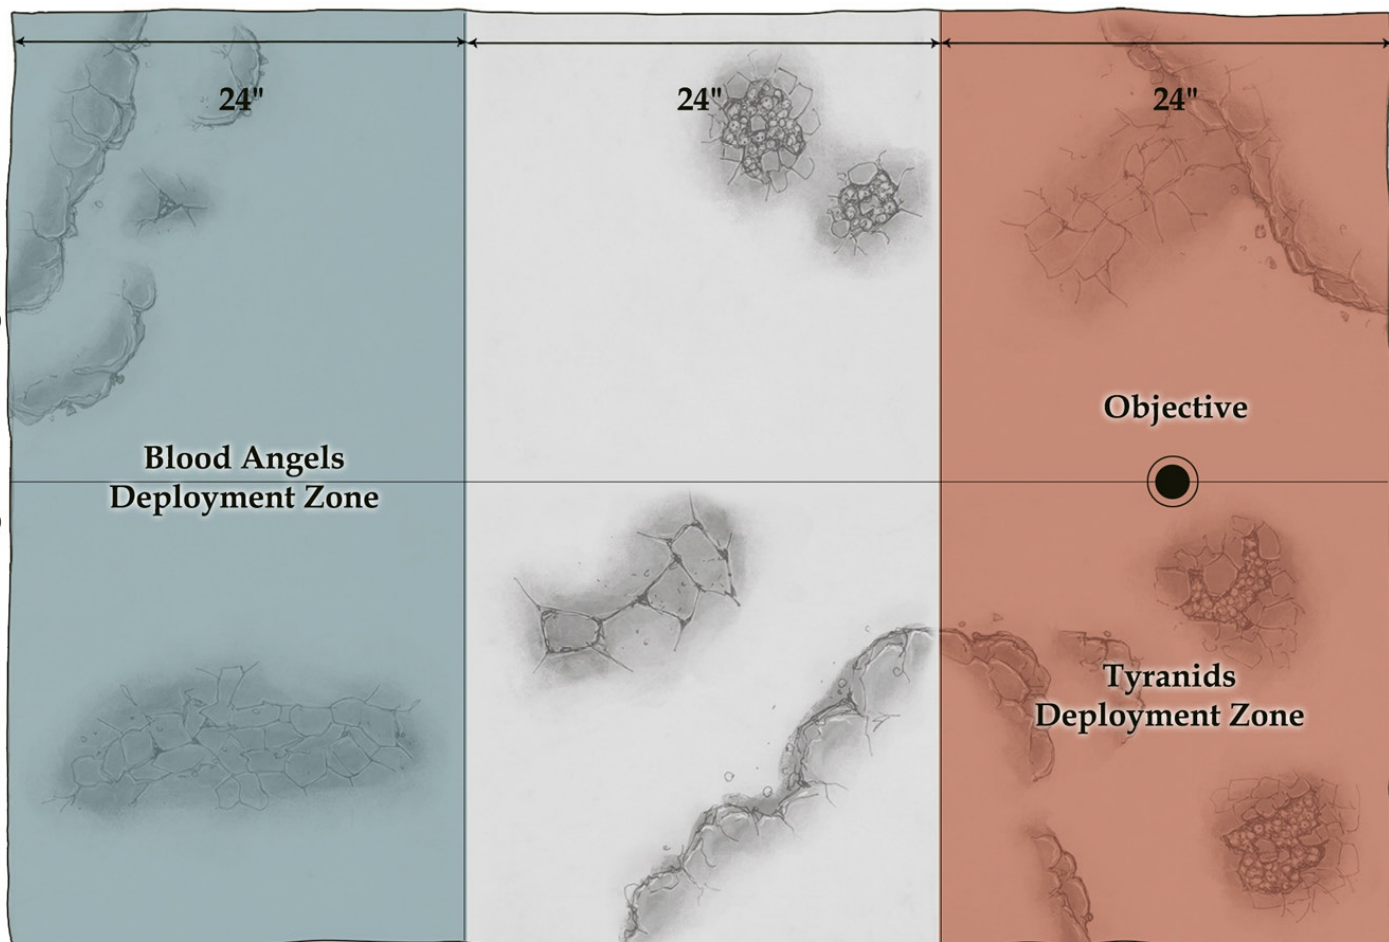 24"
24"
24"
Objective
Blood Angels
Deployment Zone
Tyranids
Deployment Zone